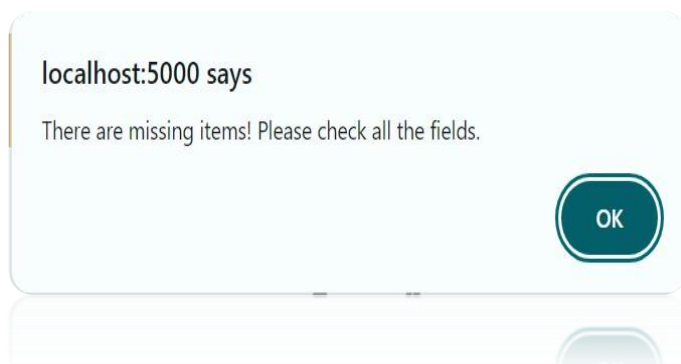 localhost:5000 says
There are missing items! Please check all the fields.
OK